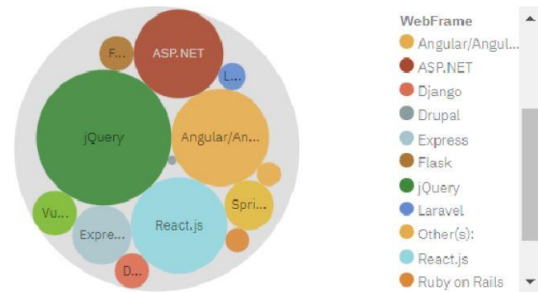 F...
ASP.NET
L...
jQuery
Angular/An...
Vu...
Expre...
React.js
Spri...
D...
WebFrame
Angular/Angul...
ASP.NET
Django
Drupal
Express
Flask
jQuery
Laravel
Other(s):
React.js
Ruby on Rails